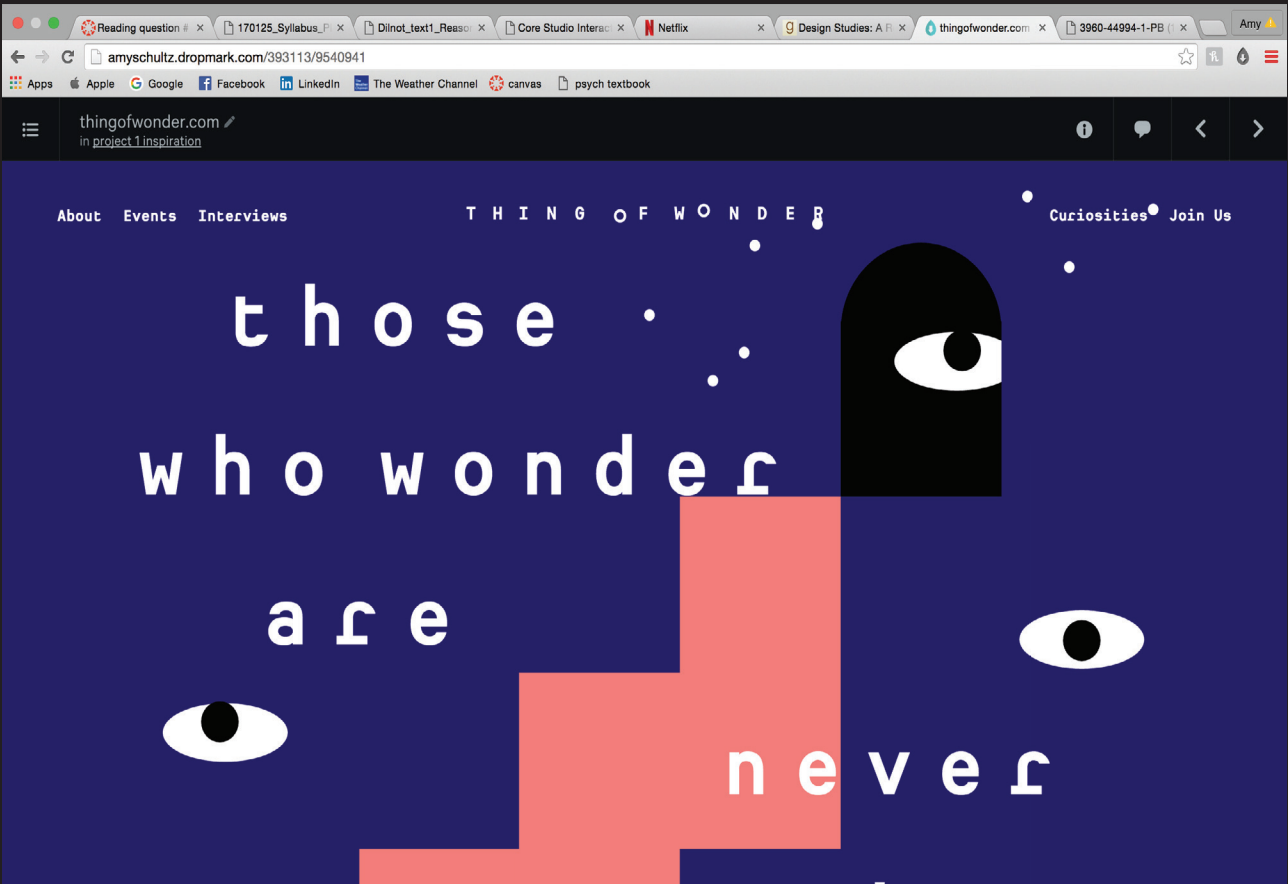 Reading question #
170125_Syllabus_P
Dilnot_text1_Reason
Core Studio Interac
Netflix
Design Studies: A R
thingofwonder.com
3960-44994-1-PB (
Amy
amyschultz.dropmark.com/393113/9540941
Apps Apple Google Facebook LinkedIn The Weather Channel canvas psych textbook
thingofwonder.com
in project 1 inspiration
About Events Interviews THING OF WONDER Curiosities Join Us
those
who wonder
are
never